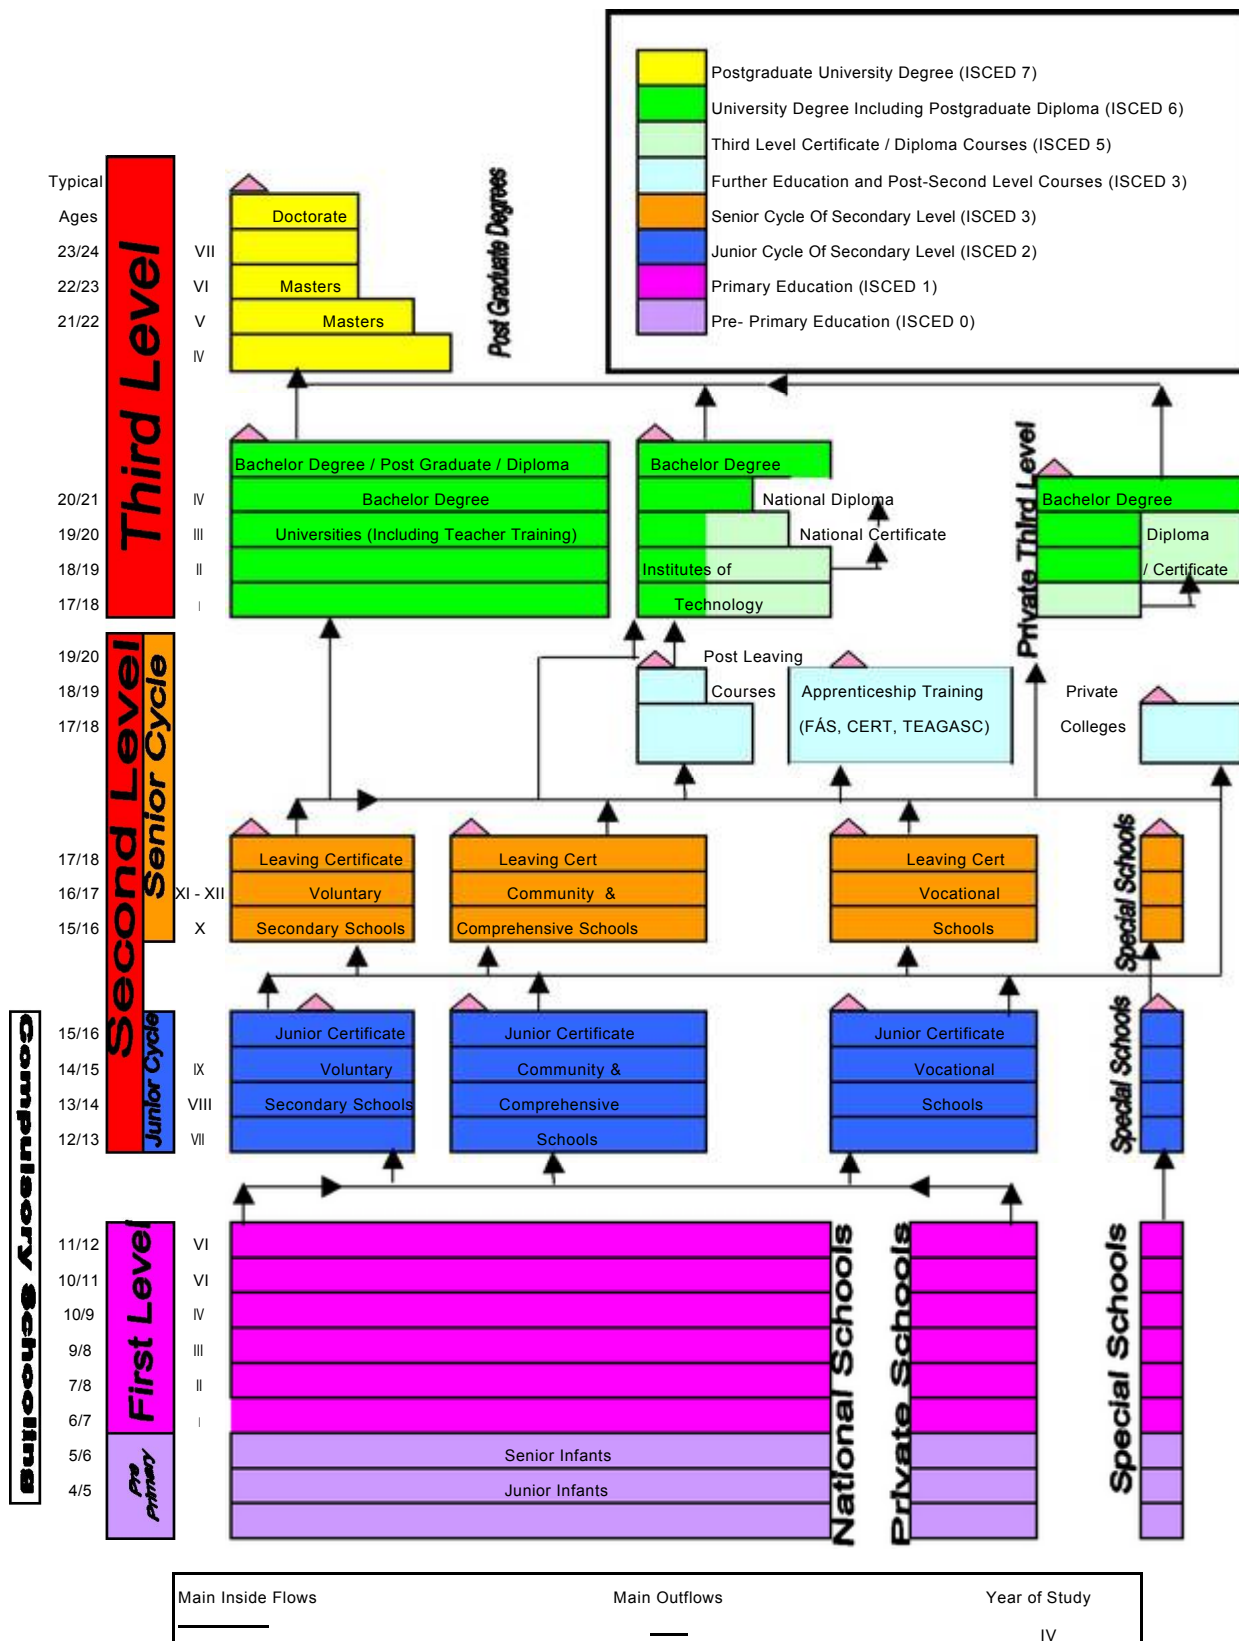 Postgraduate University Degree (ISCED 7)
University Degree Including Postgraduate Diploma (ISCED 6)
Third Level Certificate / Diploma Courses (ISCED 5)
Further Education and Post-Second Level Courses (ISCED 3)
Senior Cycle Of Secondary Level (ISCED 3)
Junior Cycle Of Secondary Level (ISCED 2)
Primary Education (ISCED 1)
Pre- Primary Education (ISCED 0)
Third Level
Typical
Ages
Doctorate
23/24 VII
22/23 VI Masters
21/22 V Masters
IV
Post Graduate Degrees
Bachelor Degree / Post Graduate / Diploma
Bachelor Degree
20/21 IV Bachelor Degree
National Diploma
Bachelor Degree
19/20 III Universities (Including Teacher Training)
National Certificate
Diploma
18/19 II
Institutes of
/ Certificate
17/18 I
Technology
Private Third Level
Second Level
Senior Cycle
19/20
Post Leaving
18/19
Courses
Apprenticeship Training
Private
17/18
(FÁS, CERT, TEAGASC)
Colleges
17/18 Leaving Certificate
Leaving Cert
Leaving Cert
16/17 XI - XII Voluntary
Community &
Vocational
15/16 X Secondary Schools
Comprehensive Schools
Schools
Special Schools
Junior Cycle
15/16 Junior Certificate
Junior Certificate
Junior Certificate
14/15 IX Voluntary
Community &
Vocational
13/14 VIII Secondary Schools
Comprehensive
Schools
12/13 VII
Schools
Special Schools
Compulsory Schooling
First Level
11/12 VI
10/11 VI
10/9 IV
9/8 III
7/8 II
6/7 I
Pre
Primary
5/6 Senior Infants
4/5 Junior Infants
National Schools
Private Schools
Special Schools
Main Inside Flows
Main Outflows
Year of Study
IV